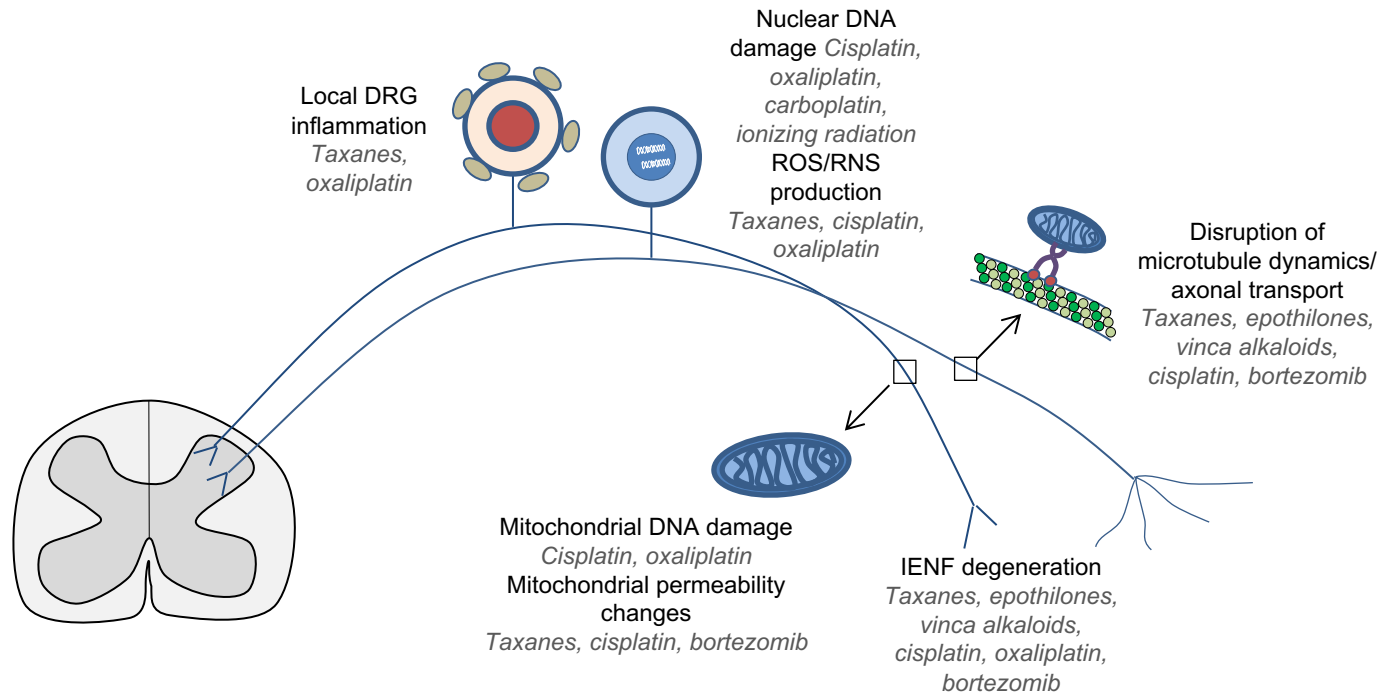 Local DRG
inflammation
Taxanes,
oxaliplatin
Nuclear DNA
damage Cisplatin,
oxaliplatin,
carboplatin,
ionizing radiation
ROS/RNS
production
Taxanes, cisplatin,
oxaliplatin
Disruption of
microtubule dynamics/
axonal transport
Taxanes, epothilones,
vinca alkaloids,
cisplatin, bortezomib
Mitochondrial DNA damage
Cisplatin, oxaliplatin
Mitochondrial permeability
changes
Taxanes, cisplatin, bortezomib
IENF degeneration
Taxanes, epothilones,
vinca alkaloids,
cisplatin, oxaliplatin,
bortezomib